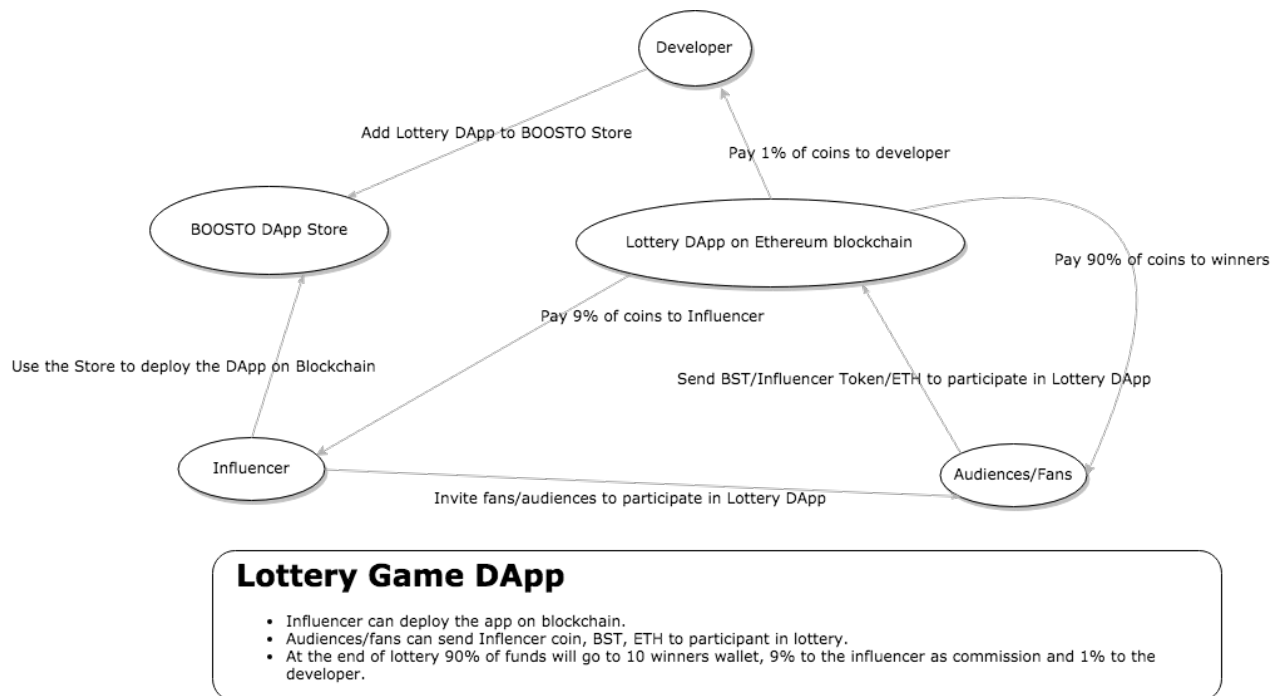 Developer
Add Lottery DApp to BOOSTO Store
Pay 1% of coins to developer
BOOSTO DApp Store
Lottery DApp on Ethereum blockchain
Pay 90% of coins to winners
Pay 9% of coins to Influencer
Use the Store to deploy the DApp on Blockchain
Send BST/Influencer Token/ETH to participate in Lottery DApp
Influencer
Audiences/Fans
Invite fans/audiences to participate in Lottery DApp
Lottery Game DApp
• Influencer can deploy the app on blockchain.
• Audiences/fans can send Inflencer coin, BST, ETH to participant in lottery.
• At the end of lottery 90% of funds will go to 10 winners wallet, 9% to the influencer as commission and 1% to the
developer.